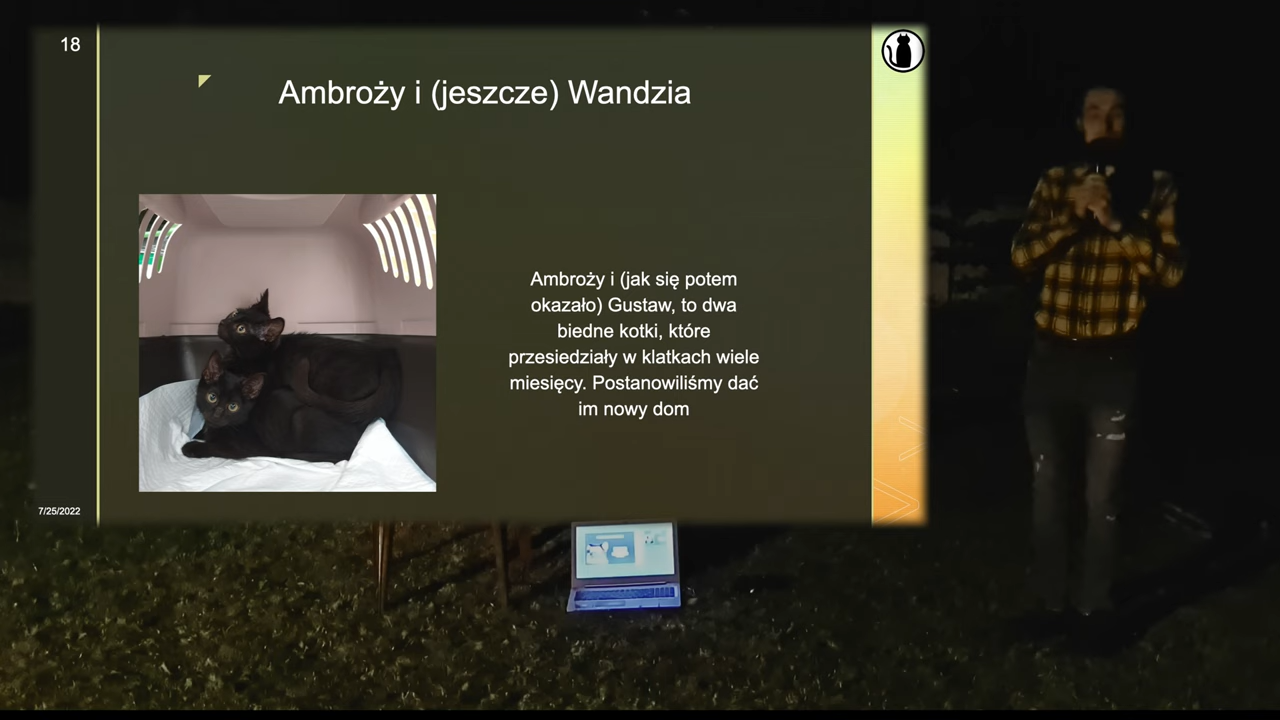 18
Ambroży i (jeszcze) Wandzia
Ambroży i (jak się potem
okazało) Gustaw, to dwa
biedne kotki, które
przesiedziały w klatkach wiele
miesięcy. Postanowiliśmy dać
im nowy dom
7/25/2022